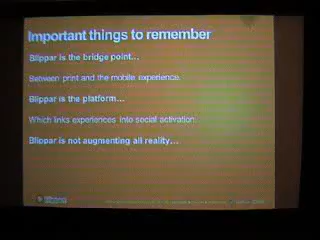 Important things to remember
Blippar is the bridge point...
Between print and the mobile experience.
Blippar is the platform...
Which links experiences into social activation.
Blippar is not augmenting all reality...